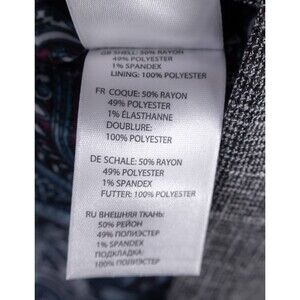 GB SHELL: 50% RAYON
49% POLYESTER
1% SPANDEX
LINING: 100% POLYESTER
FR COQUE: 50% RAYON
49% POLYESTER
1% ÉLASTHANNE
DOUBLURE:
100% POLYESTER
DE SCHALE: 50% RAYON
49% POLYESTER
1% SPANDEX
FUTTER: 100% POLYESTER
RU ВНЕШНЯЯ ТКАНЬ:
50% РЕЙОН
49% ПОЛИЭСТЕР
1% SPANDEX
ПОДКЛАДКА:
100% ПОЛИЭСТЕР